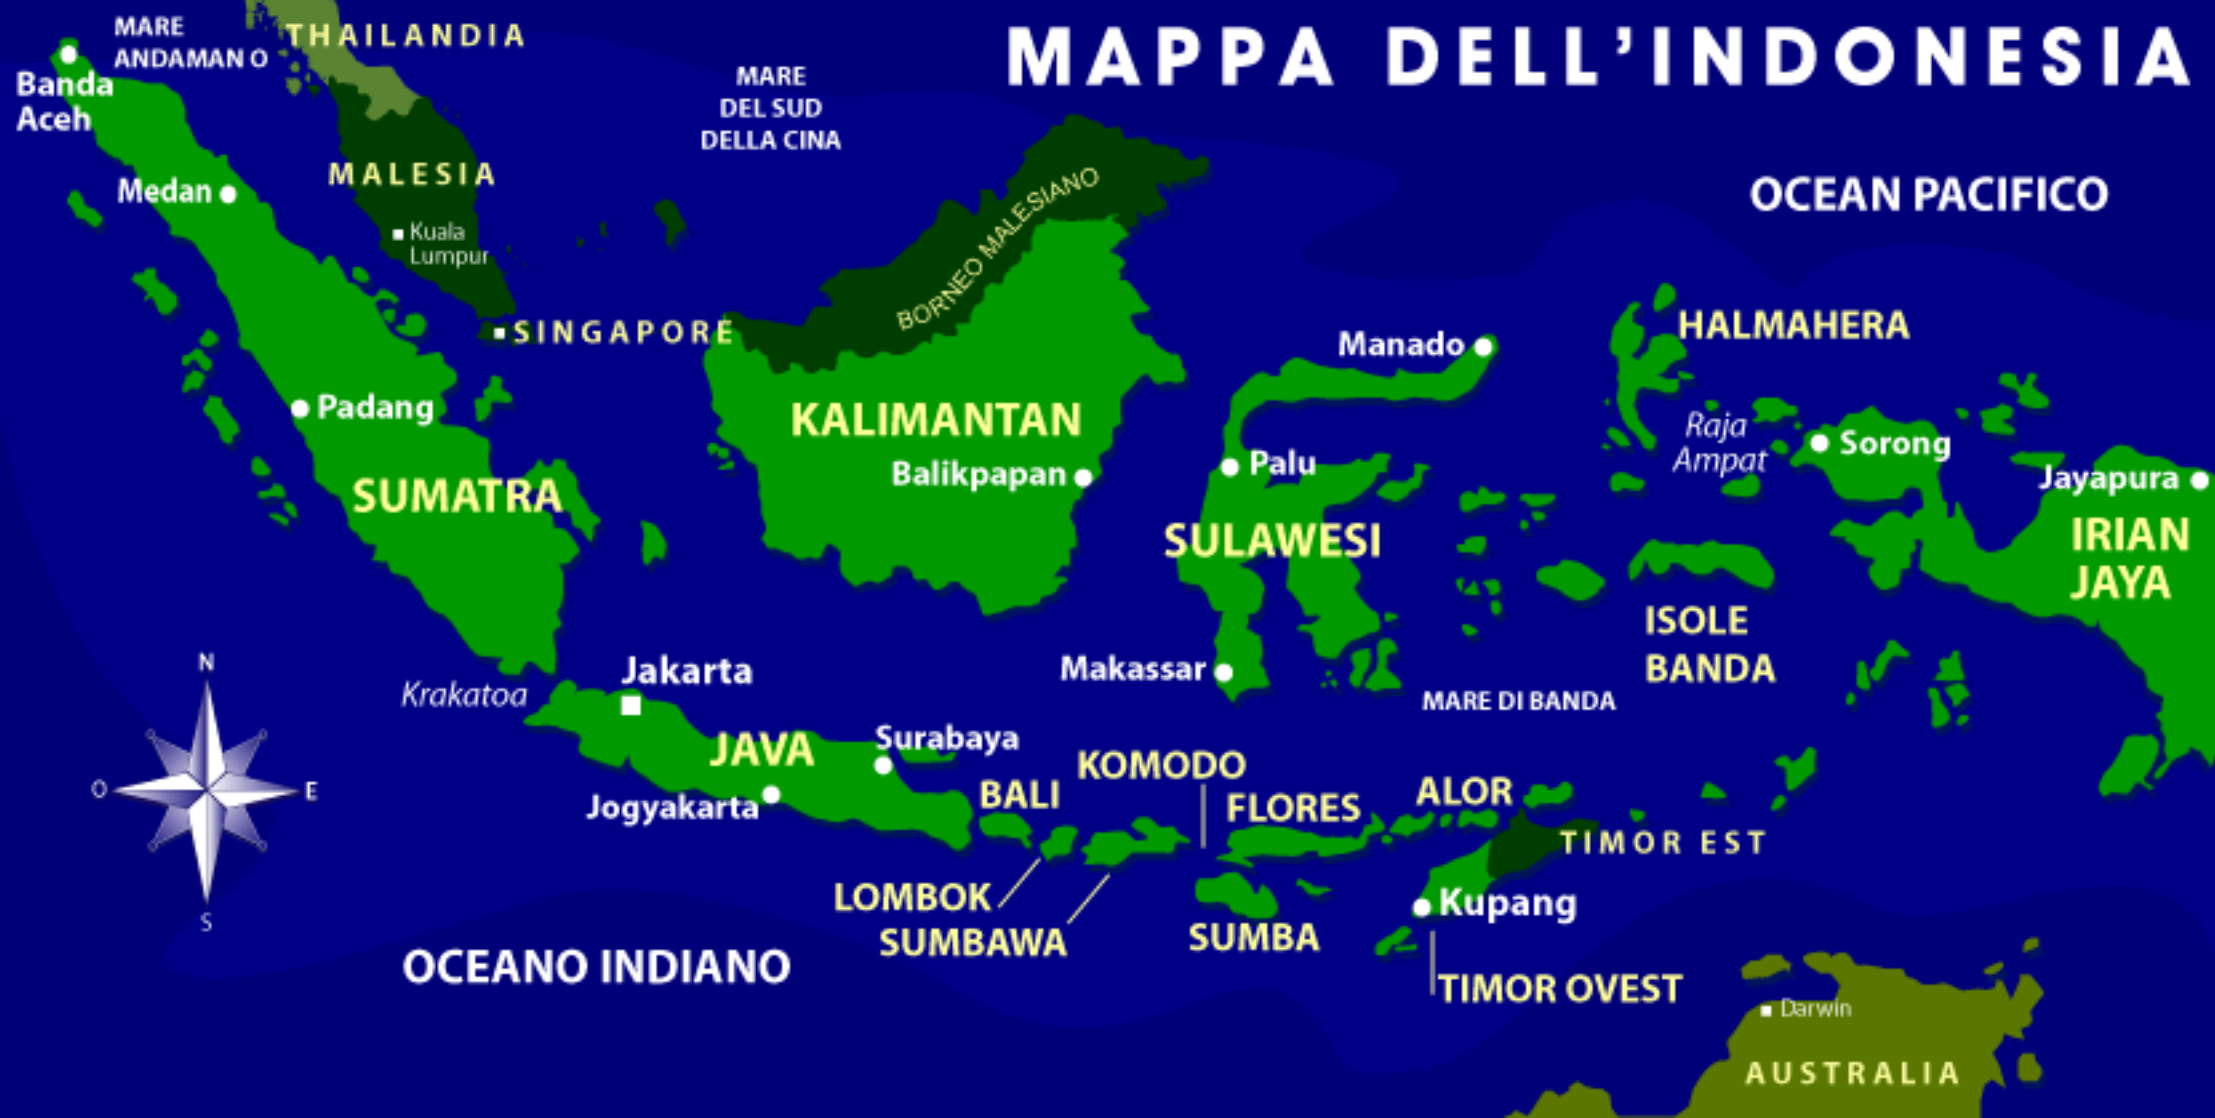 MAPPA DELL'INDONESIA
MARE
ANDAMAN O
THAILANDIA
MARE
DEL SUD
DELLA CINA
Banda
Aceh
MALESIA
Medan
Kuala
Lumpur
BORNEO MALESIANO
OCEAN PACIFICO
SINGAPORE
HALMAHERA
Manado
Padang
KALIMANTAN
Raja
Ampat
Sorong
Balikpapan
Palu
Jayapura
SUMATRA
SULAWESI
IRIAN
JAYA
ISOLE
BANDA
N
O
E
S
Krakatoa
Jakarta
Makassar
MARE DI BANDA
JAVA
Surabaya
Jogyakarta
BALI
KOMODO
FLORES
ALOR
TIMOR EST
LOMBOK
SUMBAWA
SUMBA
Kupang
TIMOR OVEST
OCEANO INDIANO
Darwin
AUSTRALIA